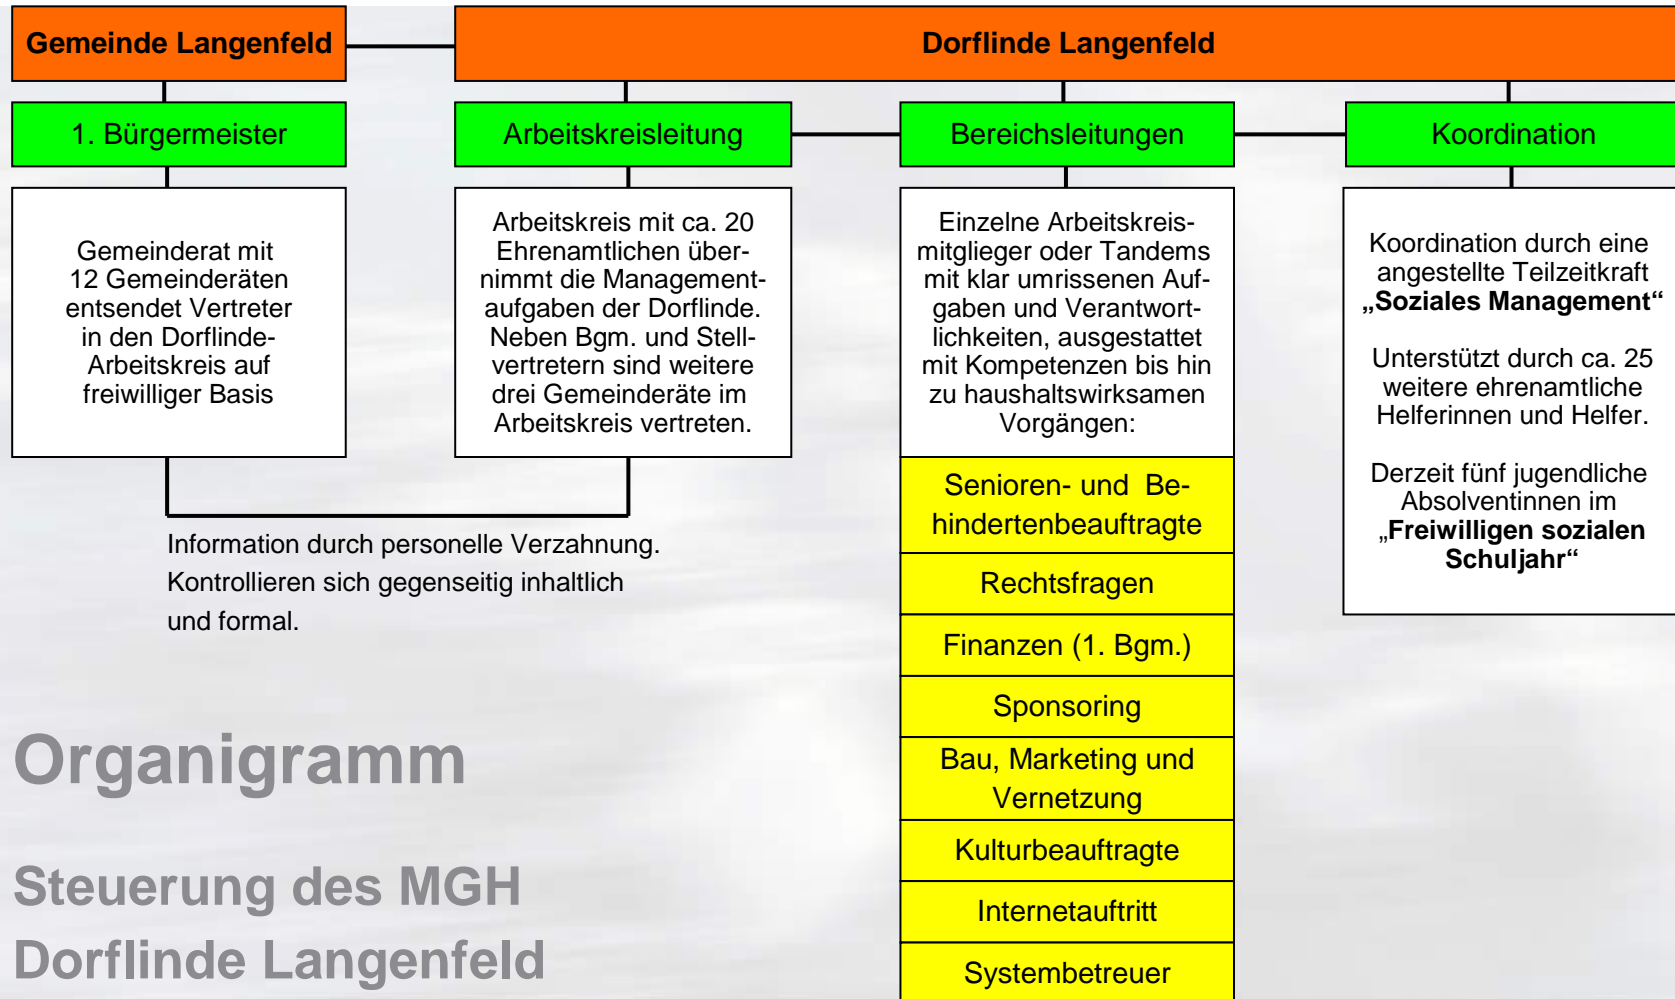 Gemeinde Langenfeld
Dorflinde Langenfeld
1. Bürgermeister
Arbeitskreisleitung
Bereichsleitungen
Koordination
Gemeinderat mit
12 Gemeinderäten
entsendet Vertreter
in den Dorflinde-
Arbeitskreis auf
freiwilliger Basis
Arbeitskreis mit ca. 20
Ehrenamtlichen über-
nimmt die Management-
aufgaben der Dorflinde.
Neben Bgm. und Stell-
vertretern sind weitere
drei Gemeinderäte im
Arbeitskreis vertreten.
Einzelne Arbeitskreis-
mitglieger oder Tandems
mit klar umrissenen Auf-
gaben und Verantwort-
lichkeiten, ausgestattet
mit Kompetenzen bis hin
zu haushaltswirksamen
Vorgängen:
Koordination durch eine
angestellte Teilzeitkraft
„Soziales Management“
Unterstützt durch ca. 25
weitere ehrenamtliche
Helferinnen und Helfer.
Derzeit fünf jugendliche
Absolventinnen im
„Freiwilligen sozialen
Schuljahr“
Senioren- und Be-
hindertenbeauftragte
Rechtsfragen
Finanzen (1. Bgm.)
Sponsoring
Bau, Marketing und
Vernetzung
Kulturbeauftragte
Internetauftritt
Systembetreuer
Information durch personelle Verzahnung.
Kontrollieren sich gegenseitig inhaltlich
und formal.
Organigramm
Steuerung des MGH
Dorflinde Langenfeld